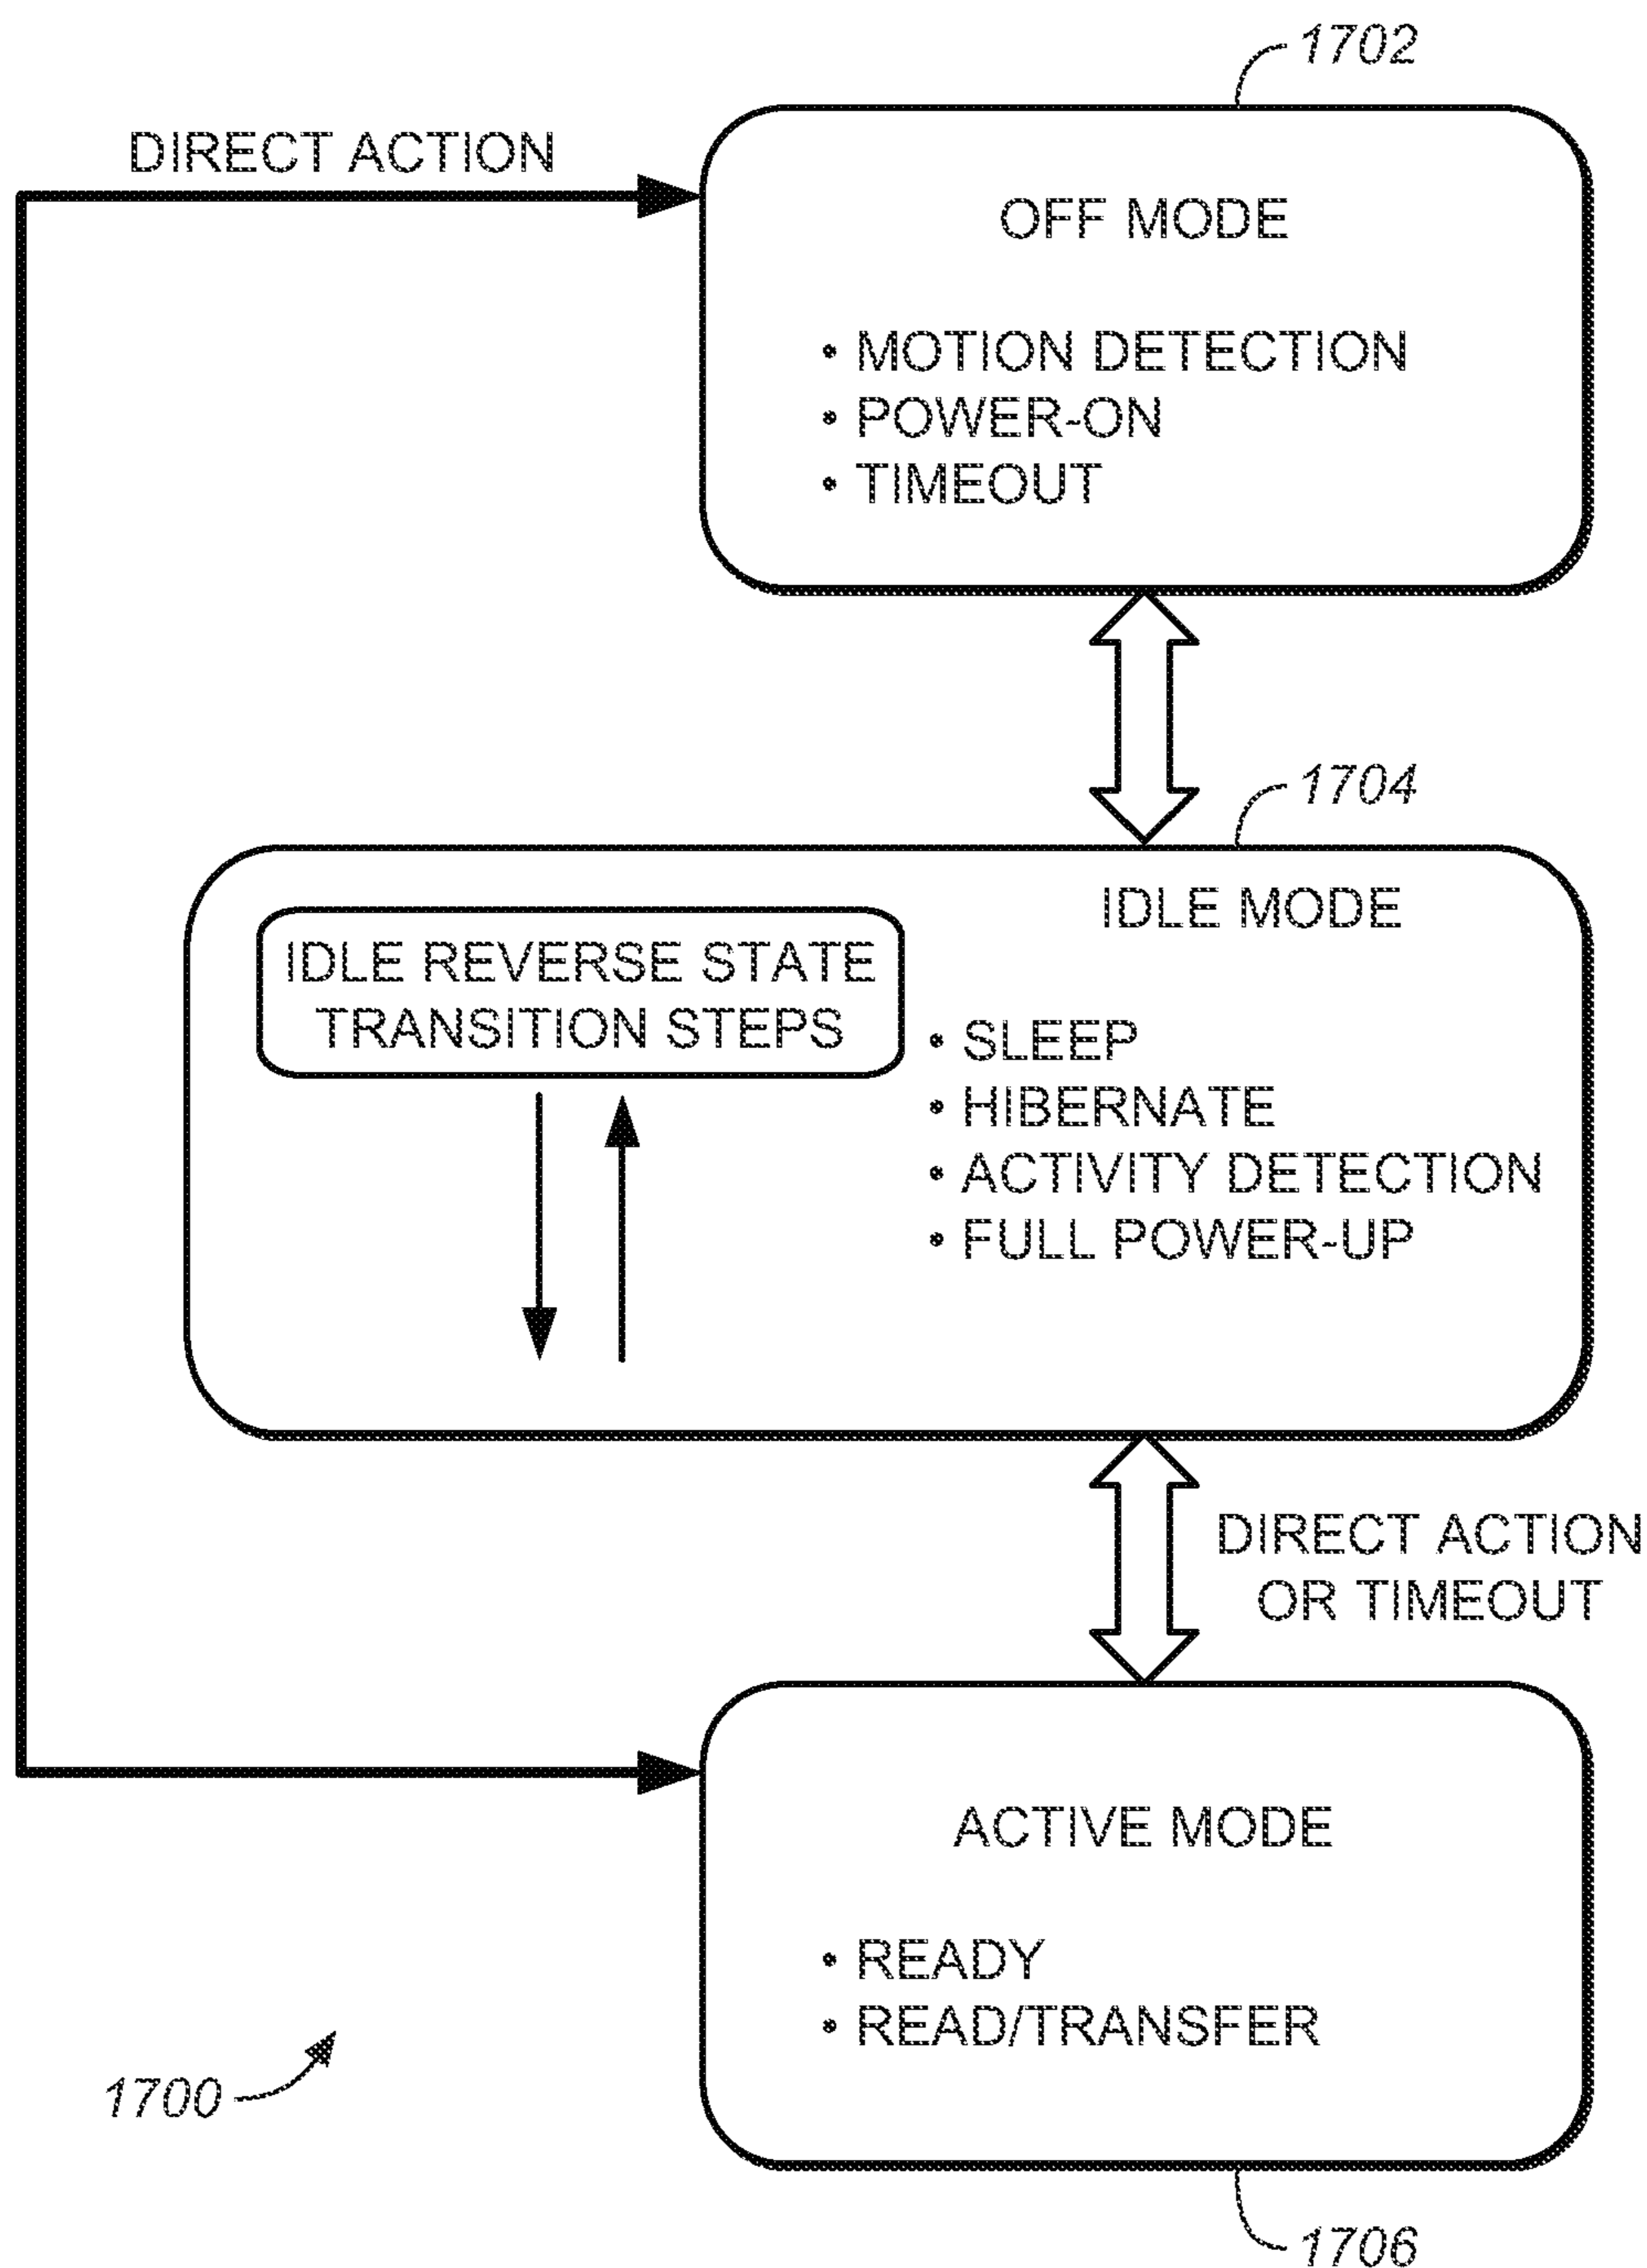 1702
DIRECT ACTION
OFF MODE
• MOTION DETECTION
• POWER-ON
• TIMEOUT
1704
IDLE MODE
IDLE REVERSE STATE
TRANSITION STEPS
• SLEEP
• HIBERNATE
• ACTIVITY DETECTION
• FULL POWER-UP
DIRECT ACTION
OR TIMEOUT
ACTIVE MODE
• READY
• READ/TRANSFER
1700
1706